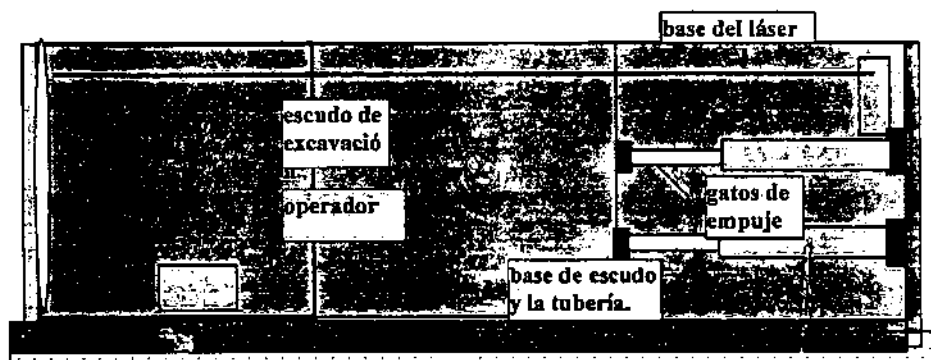 base del láser
escudo de
excavació
n
operador
gatos de
empuje
base de escudo
y la tubería.